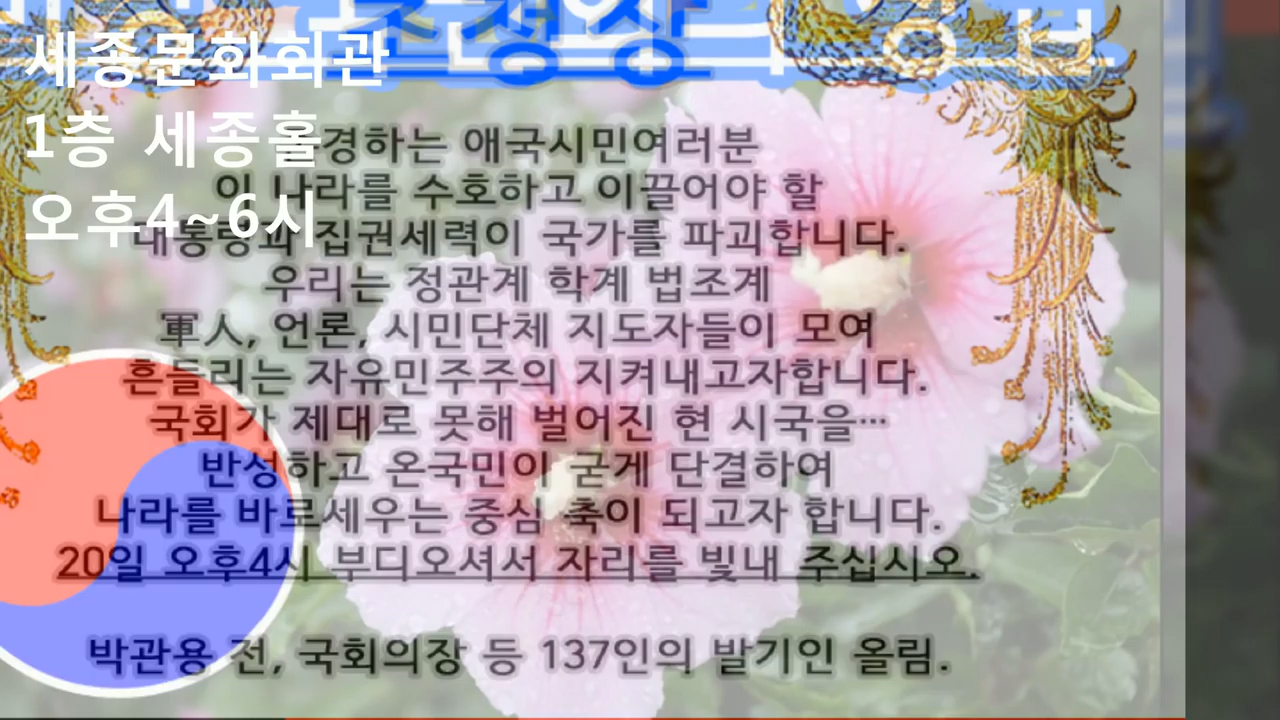 초청장
세종문화회관
1층 세종홀
오후4~6시
경하는 애국시민여러분
이 나라를 수호하고 이끌어야 할
대통령과 집권세력이 국가를 파괴합니다.
우리는 정관계 학계 법조계
軍人, 언론, 시민단체 지도자들이 모여
흔들리는 자유민주주의 지켜내고자합니다.
국회가 제대로 못해 벌어진 현 시국을…
반성하고 온국민이 굳게 단결하여
나라를 바로세우는 중심 축이 되고자 합니다.
20일 오후4시 부디오셔서 자리를 빛내 주십시오.
박관용 전, 국회의장 등 137인의 발기인 올림.